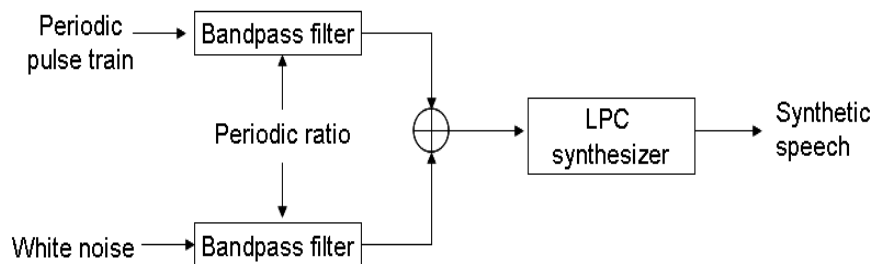 Periodic
pulse train
Bandpass filter
Periodic ratio
LPC
synthesizer
Synthetic
speech
White noise
Bandpass filter